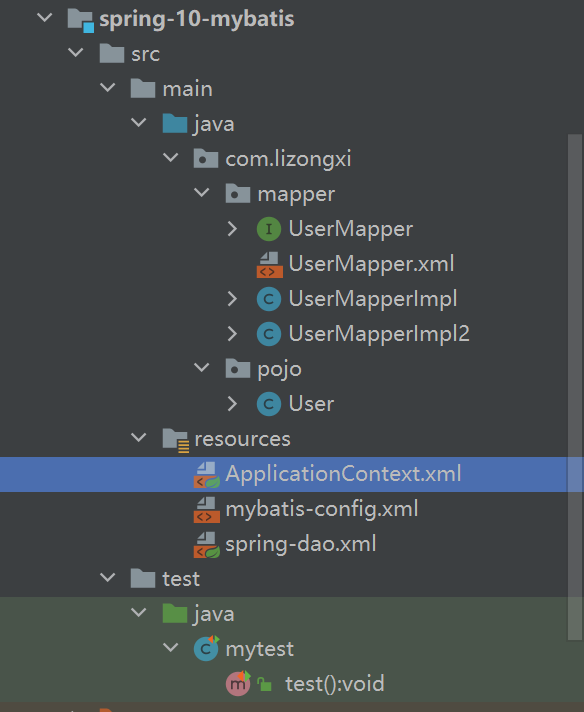 spring-10-mybatis
src
main
java
com.lizongxi
mapper
UserMapper
UserMapper.xml
UserMapperImpl
UserMapperImpl2
pojo
User
resources
ApplicationContext.xml
mybatis-config.xml
spring-dao.xml
test
java
mytest
test():void